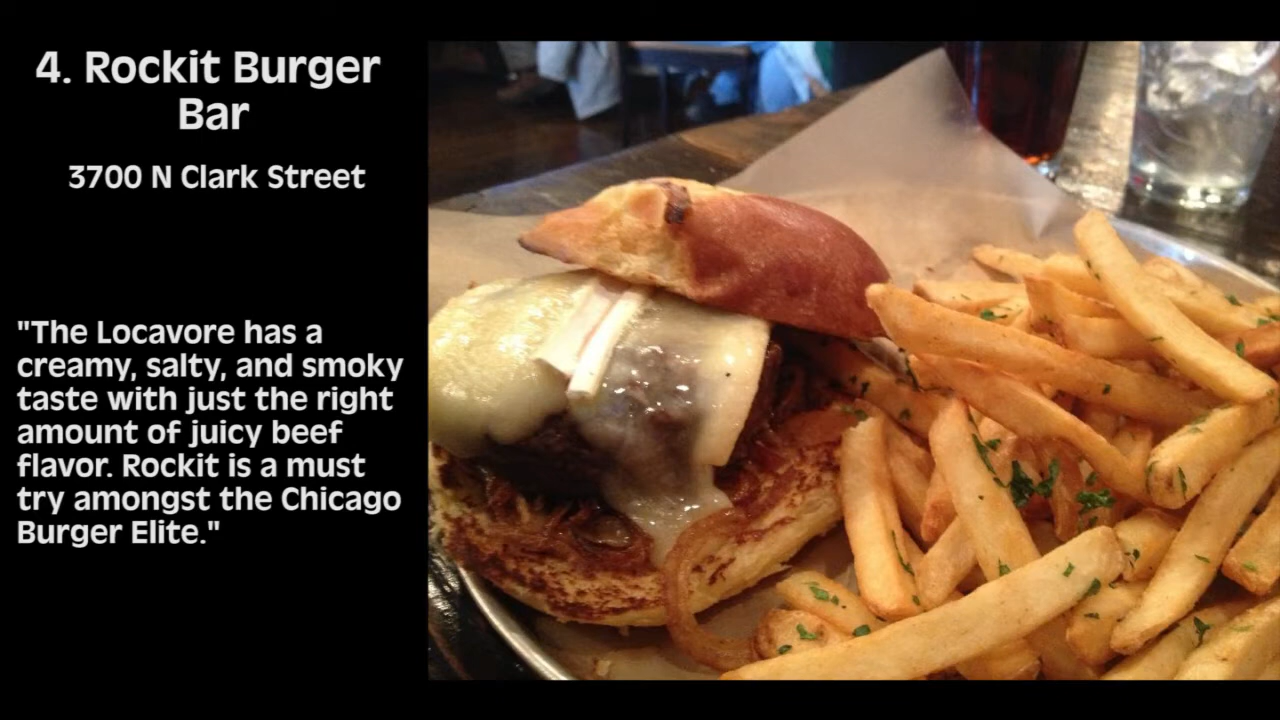 4. Rockit Burger
Bar
3700 N Clark Street
"The Locavore has a
creamy, salty, and smoky
taste with just the right
amount of juicy beef
flavor. Rockit is a must
try amongst the Chicago
Burger Elite."